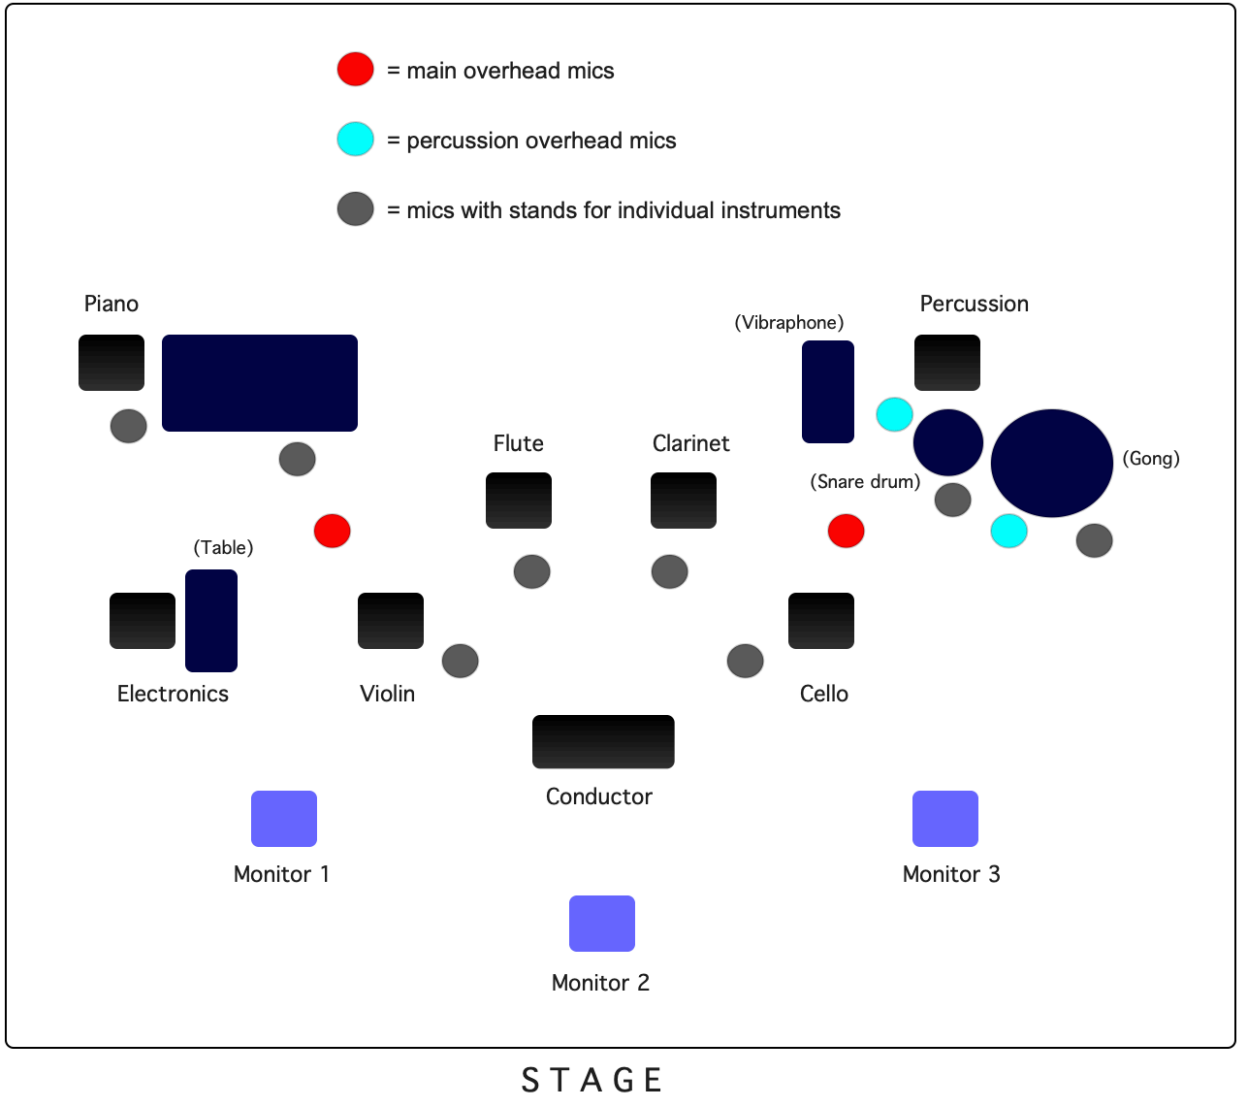 = main overhead mics
= percussion overhead mics
= mics with stands for individual instruments
Piano
Percussion
(Vibraphone)
Flute
Clarinet
(Gong)
(Snare drum)
(Table)
Electronics
Violin
Cello
Conductor
Monitor 1
Monitor 3
Monitor 2
STAGE